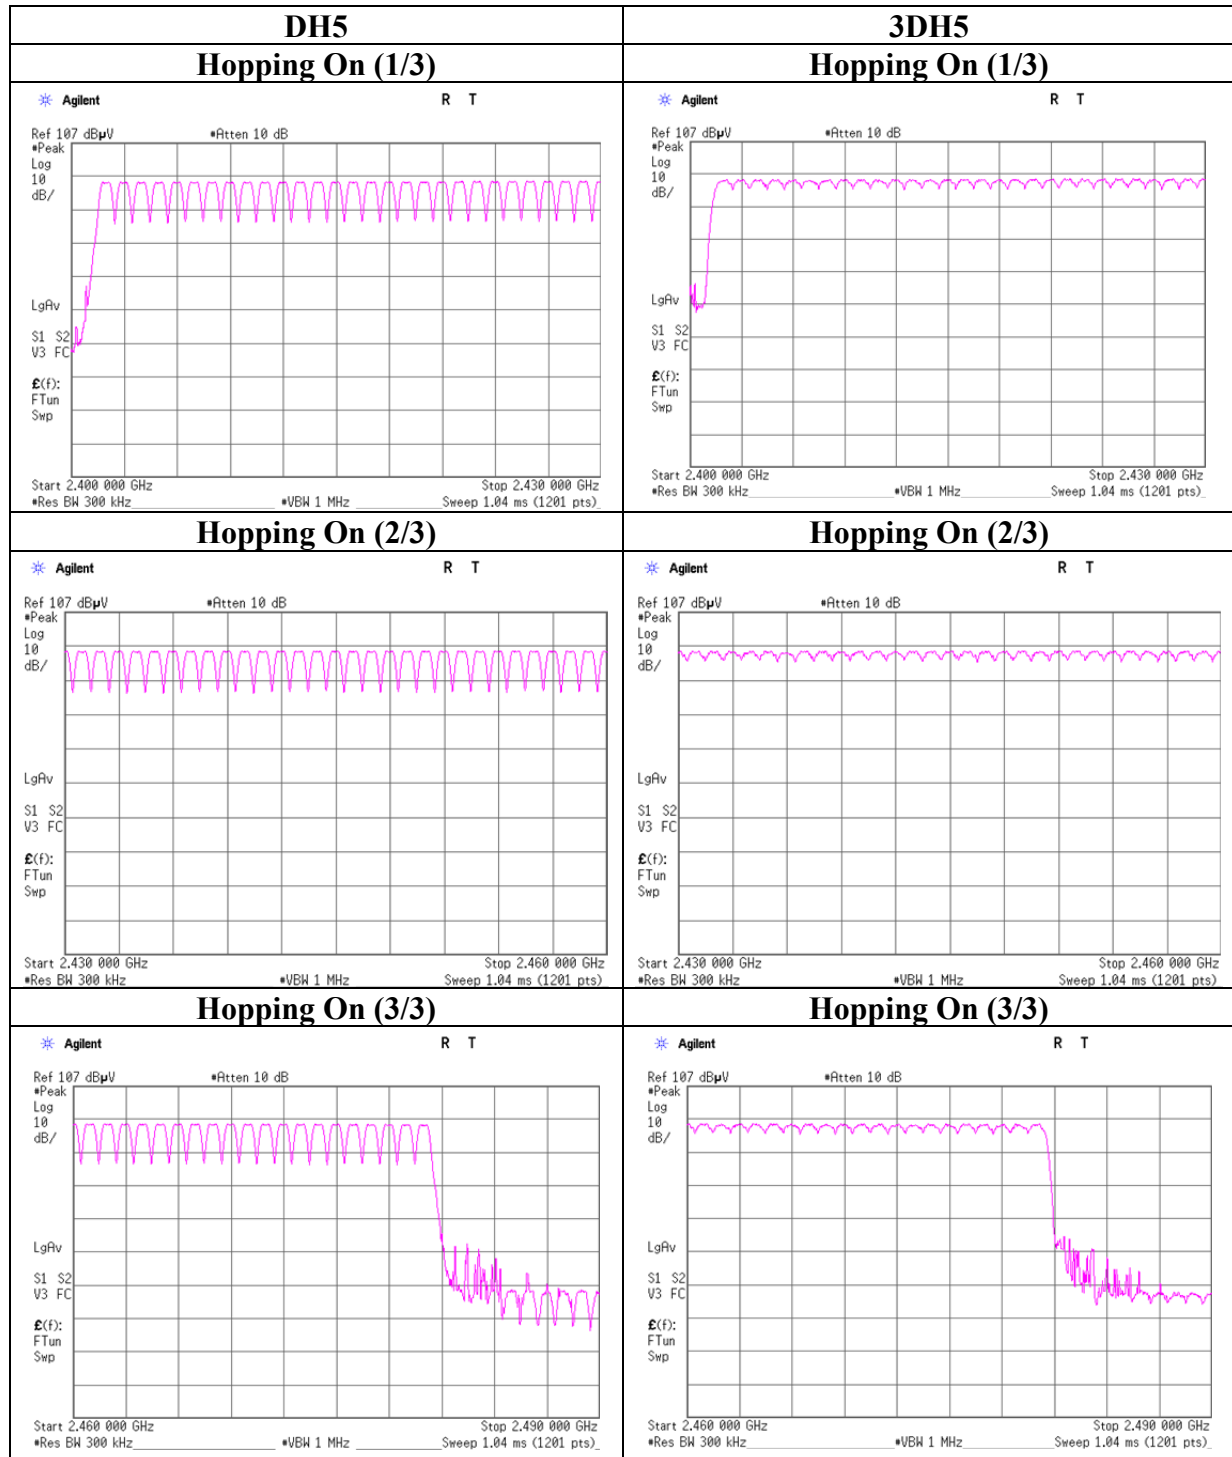 DH5 3DH5
Hopping On (1/3) Hopping On (1/3)
Agilent R T
Ref 107 dBµV #Atten 10 dB
#Peak
Log
10
dB/
LgAv
S1 S2
V3 FC
£(f):
FTun
Swp
Start 2.400 000 GHz Stop 2.430 000 GHz
#Res BW 300 kHz #VBW 1 MHz Sweep 1.04 ms (1201 pts)
Agilent R T
Ref 107 dBµV #Atten 10 dB
#Peak
Log
10
dB/
LgAv
S1 S2
V3 FC
£(f):
FTun
Swp
Start 2.400 000 GHz Stop 2.430 000 GHz
#Res BW 300 kHz #VBW 1 MHz Sweep 1.04 ms (1201 pts)
Hopping On (2/3) Hopping On (2/3)
Agilent R T
Ref 107 dBµV #Atten 10 dB
#Peak
Log
10
dB/
LgAv
S1 S2
V3 FC
£(f):
FTun
Swp
Start 2.430 000 GHz Stop 2.460 000 GHz
#Res BW 300 kHz #VBW 1 MHz Sweep 1.04 ms (1201 pts)
Agilent R T
Ref 107 dBµV #Atten 10 dB
#Peak
Log
10
dB/
LgAv
S1 S2
V3 FC
£(f):
FTun
Swp
Start 2.430 000 GHz Stop 2.460 000 GHz
#Res BW 300 kHz #VBW 1 MHz Sweep 1.04 ms (1201 pts)
Hopping On (3/3) Hopping On (3/3)
Agilent R T
Ref 107 dBµV #Atten 10 dB
#Peak
Log
10
dB/
LgAv
S1 S2
V3 FC
£(f):
FTun
Swp
Start 2.460 000 GHz Stop 2.490 000 GHz
#Res BW 300 kHz #VBW 1 MHz Sweep 1.04 ms (1201 pts)
Agilent R T
Ref 107 dBµV #Atten 10 dB
#Peak
Log
10
dB/
LgAv
S1 S2
V3 FC
£(f):
FTun
Swp
Start 2.460 000 GHz Stop 2.490 000 GHz
#Res BW 300 kHz #VBW 1 MHz Sweep 1.04 ms (1201 pts)